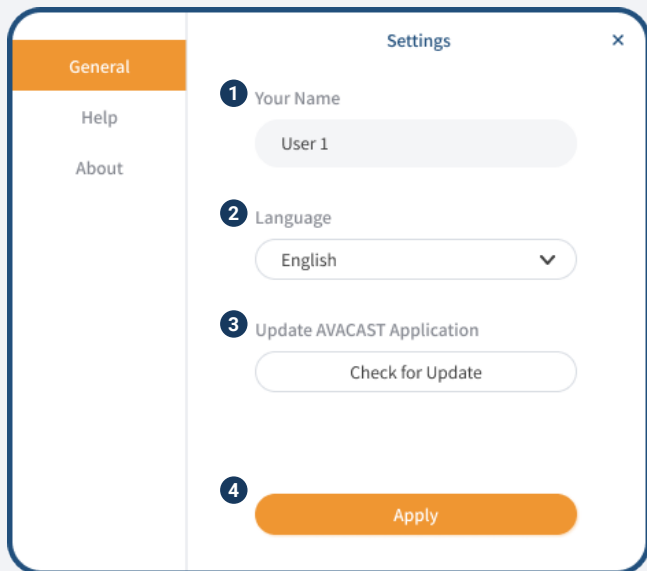 General
Help
About
Settings ×
1 Your Name
User 1
2 Language
English
3 Update AVACAST Application
Check for Update
4
Apply